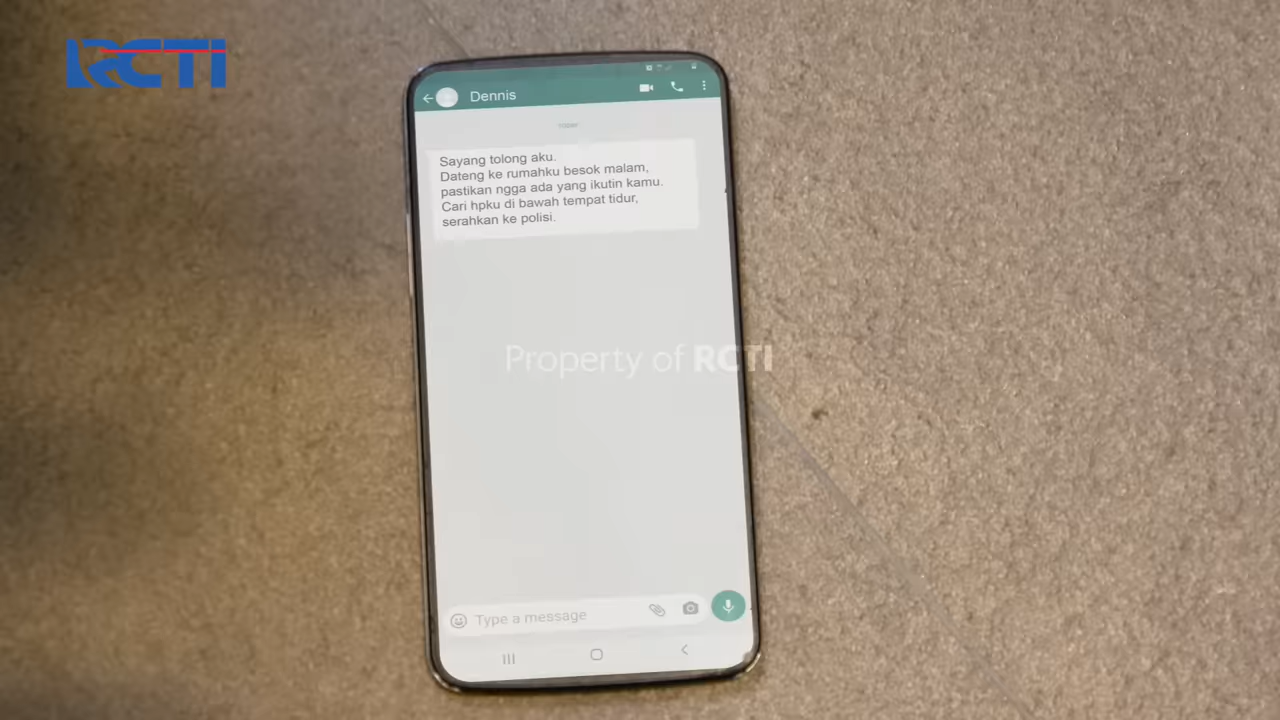 RCTI
Dennis
Sayang tolong aku.
Dateng ke rumahku besok malam,
pastikan ngga ada yang ikutin kamu.
Cari hpku di bawah tempat tidur,
serahkan ke polisi.
Property of RCTI
Type a message